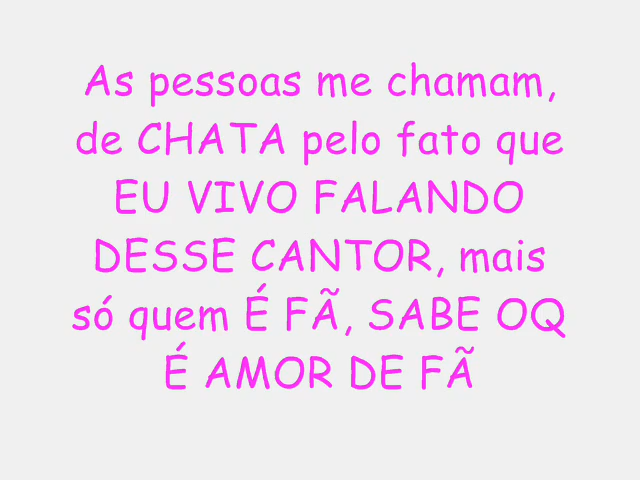 As pessoas me chamam,
de CHATA pelo fato que
EU VIVO FALANDO
DESSE CANTOR, mais
só quem É FÃ, SABE OQ
É AMOR DE FÃ